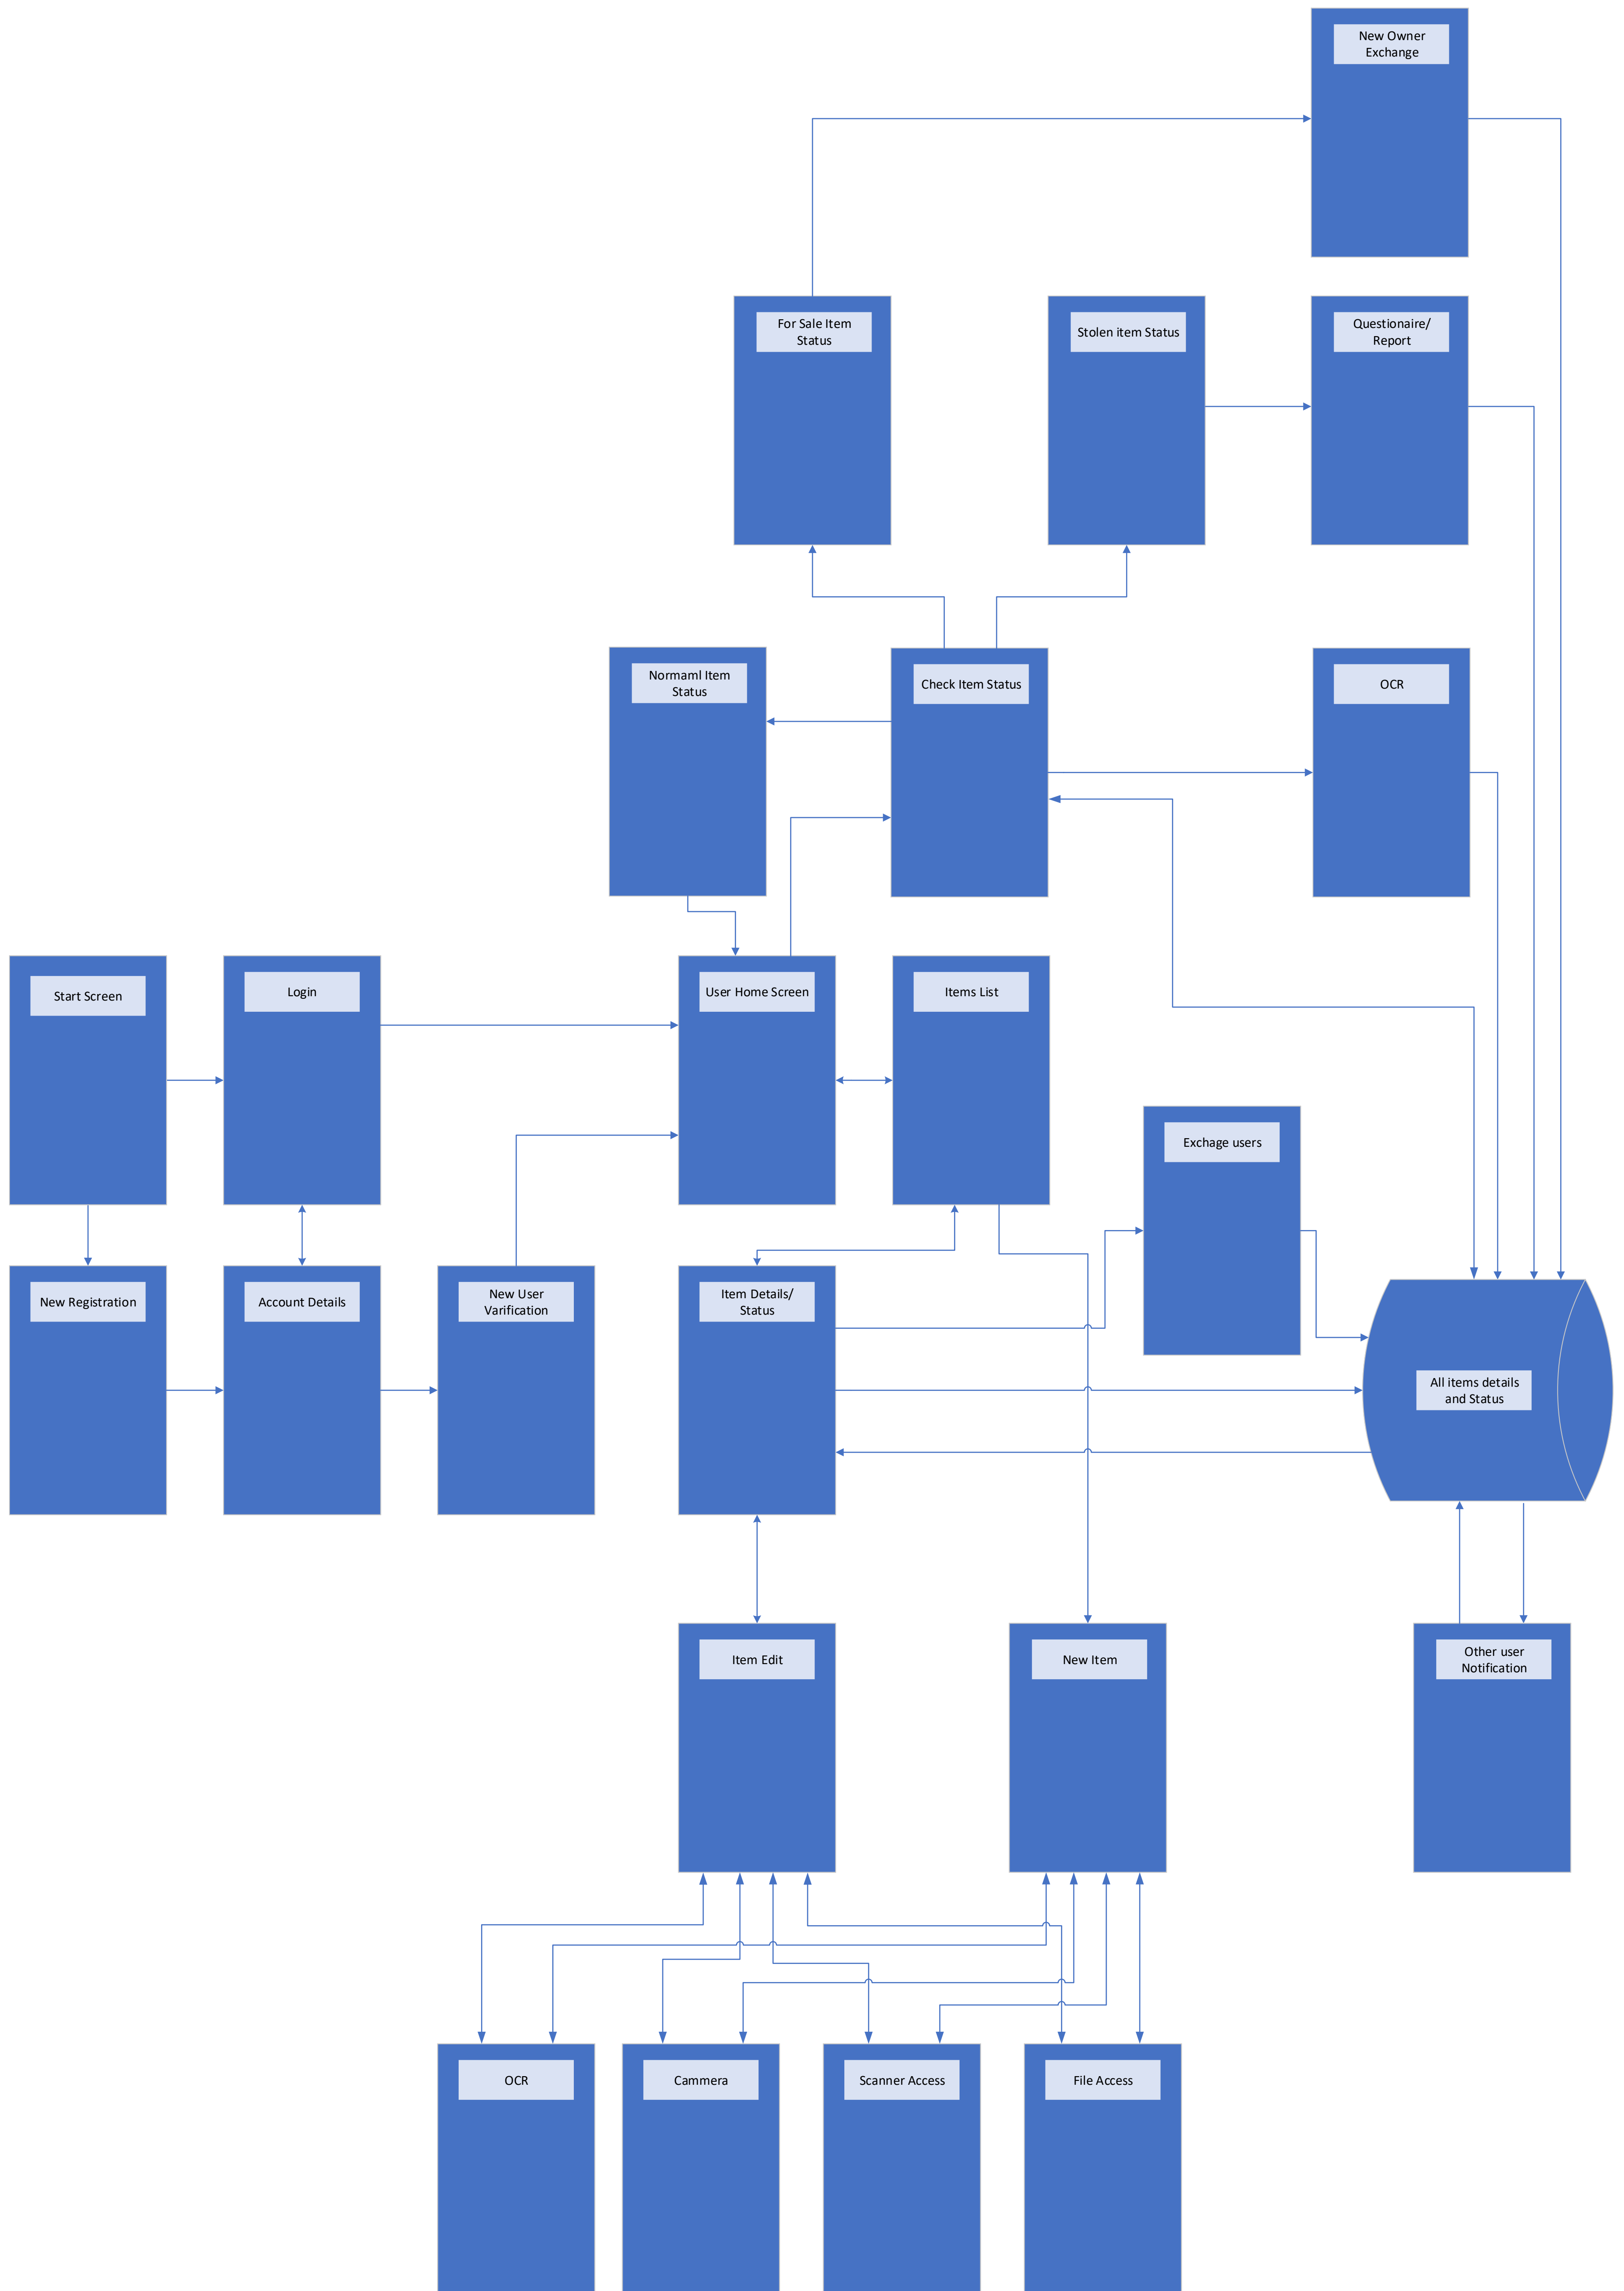 New Owner
Exchange
For Sale Item
Status
Stolen item Status
Questionaire/
Report
Normaml Item
Status
Check Item Status
OCR
Start Screen
Login
User Home Screen
Items List
Exchage users
New Registration
Account Details
New User
Varification
Item Details/
Status
All items details
and Status
Item Edit
New Item
Other user
Notification
OCR
Cammera
Scanner Access
File Access